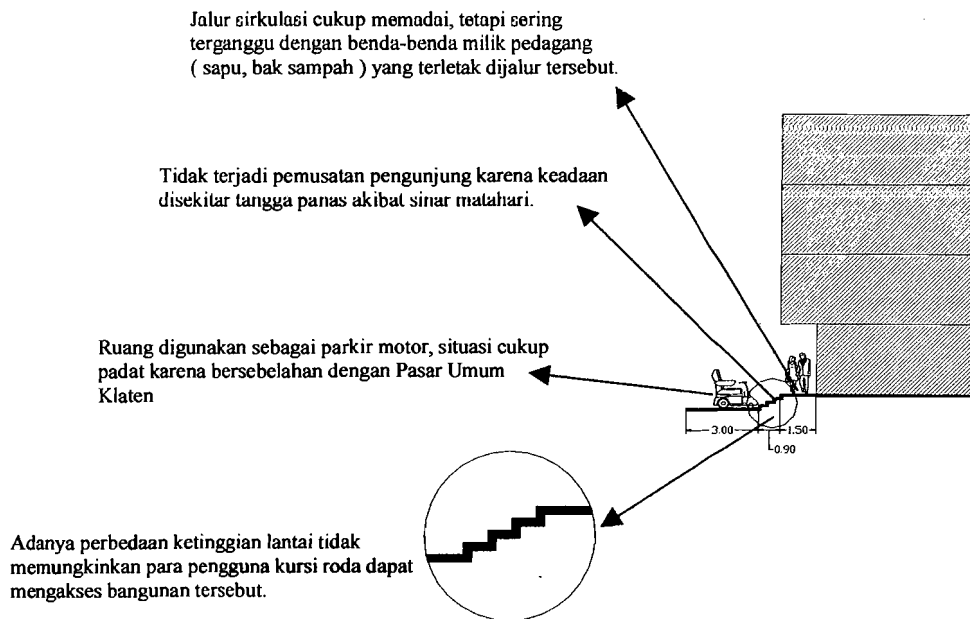 Jalur sirkulasi cukup memadai, tetapi sering
terganggu dengan benda-benda milik pedagang
( sapu, bak sampah ) yang terletak dijalur tersebut.
Tidak terjadi pemusatan pengunjung karena keadaan
disekitar tangga panas akibat sinar matahari.
Ruang digunakan sebagai parkir motor, situasi cukup
padat karena bersebelahan dengan Pasar Umum
Klaten
3.00
1.50
0.90
Adanya perbedaan ketinggian lantai tidak
memungkinkan para pengguna kursi roda dapat
mengakses bangunan tersebut.